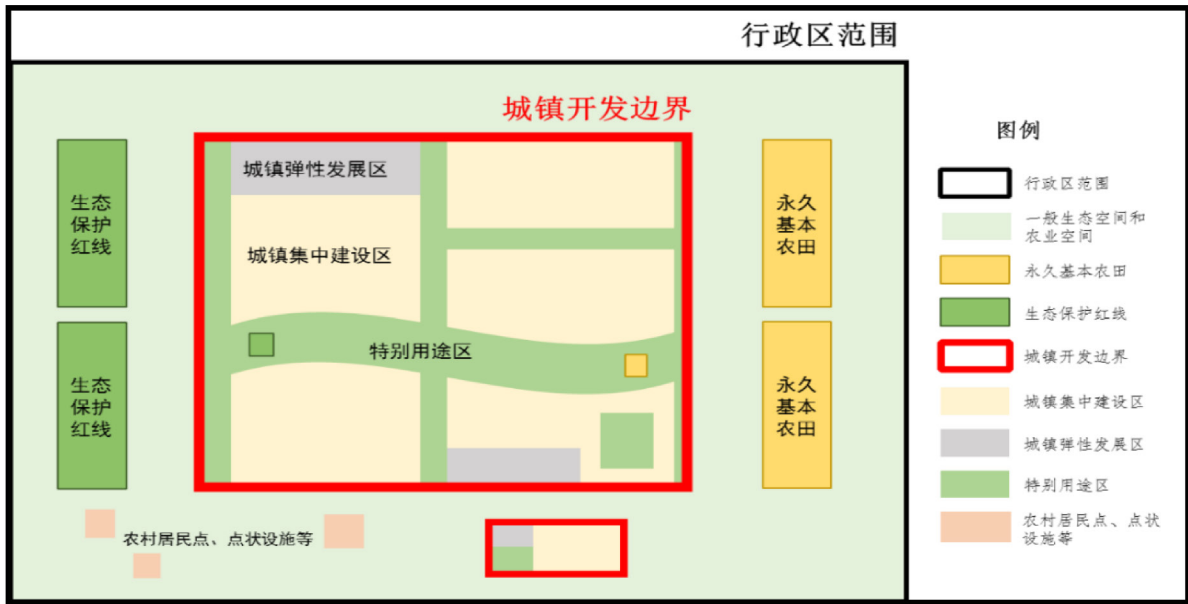 行政区范围
城镇开发边界
生态
保护
红线
城镇弹性发展区
城镇集中建设区
永久
基本
农田
特别用途区
生态
保护
红线
永久
基本
农田
农村居民点、点状设施等
图例
行政区范围
一般生态空间和
农业空间
永久基本农田
生态保护红线
城镇开发边界
城镇集中建设区
城镇弹性发展区
特别用途区
农村居民点、点状
设施等